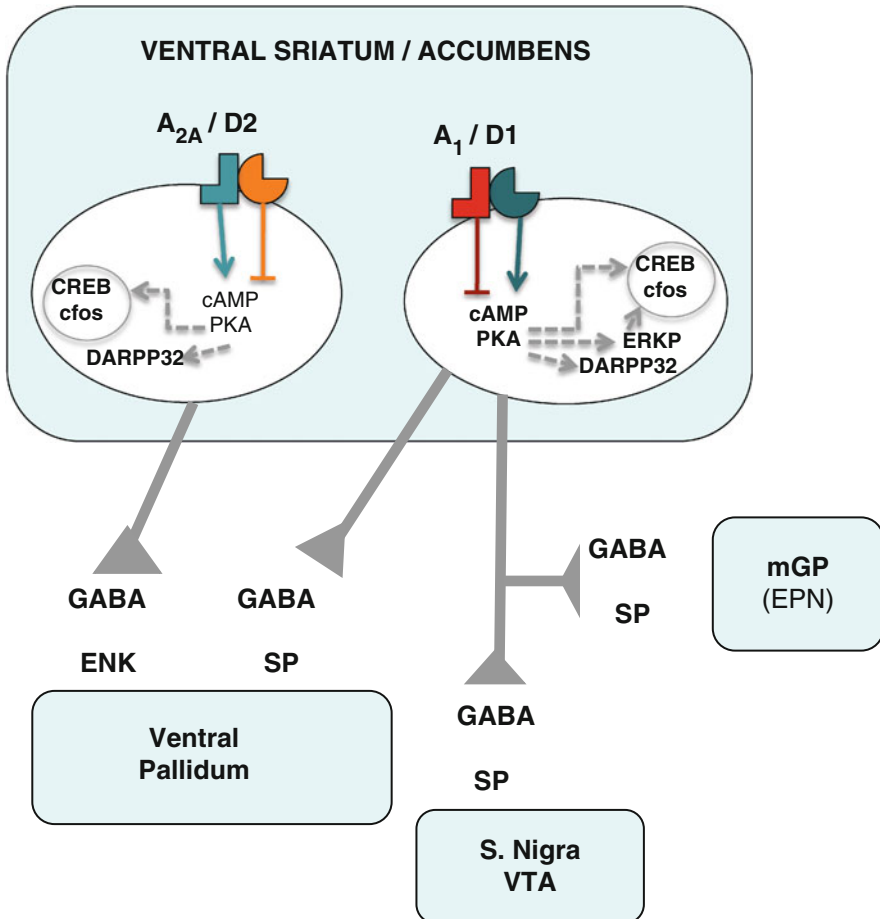 VENTRAL SRIATUM / ACCUMBENS
A2A / D2
A1 / D1
CREB
cfos
cAMP
PKA
DARPP32
cAMP
PKA
CREB
cfos
ERKP
DARPP32
GABA
ENK
GABA
SP
Ventral
Pallidum
GABA
SP
S. Nigra
VTA
GABA
SP
mGP
(EPN)